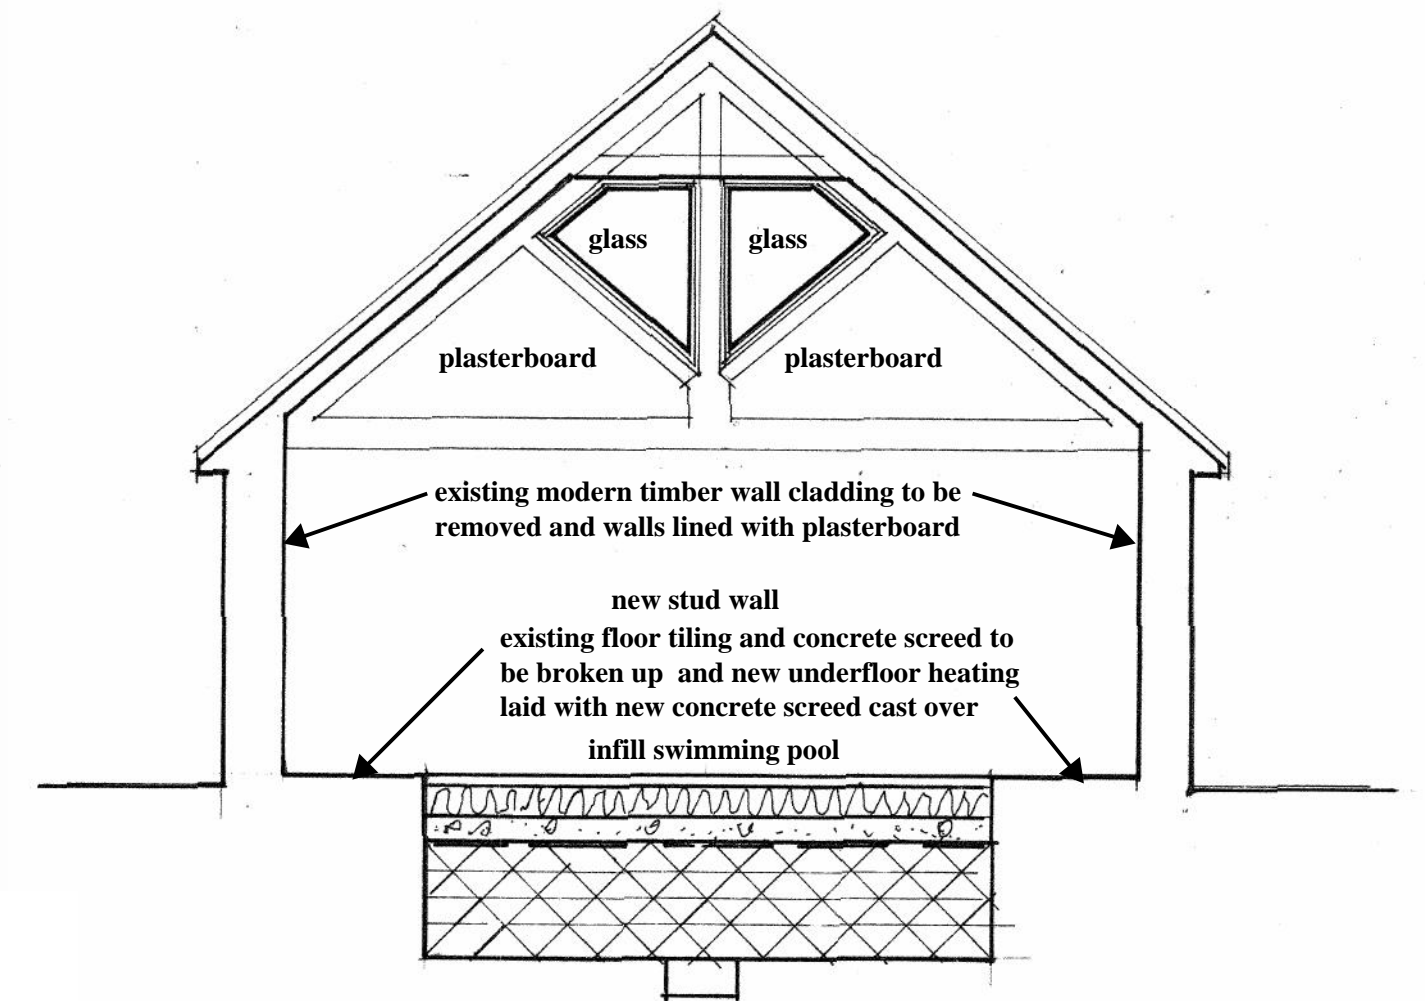 glass
glass
plasterboard
plasterboard
existing modern timber wall cladding to be
removed and walls lined with plasterboard
new stud wall
existing floor tiling and concrete screed to
be broken up and new underfloor heating
laid with new concrete screed cast over
infill swimming pool